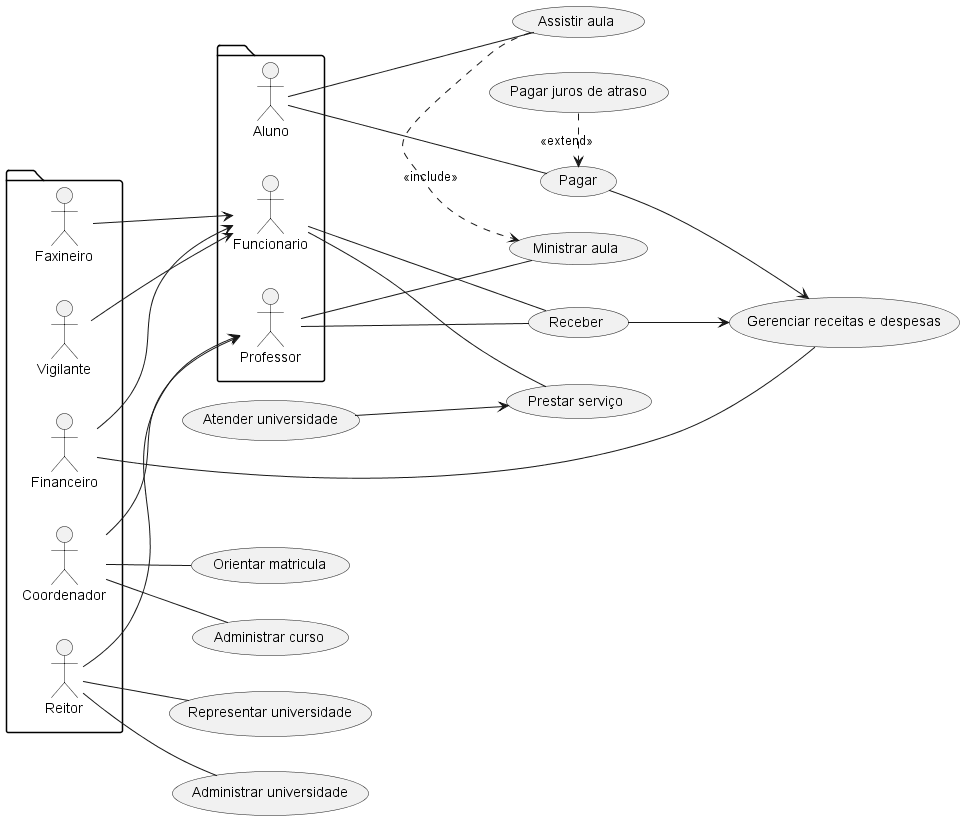 Assistir aula
Pagar juros de atraso
Aluno
«extend»
«include»
Pagar
Faxineiro
Funcionario
Ministrar aula
Vigilante
Professor
Receber
Gerenciar receitas e despesas
Atender universidade
Prestar serviço
Financeiro
Coordenador
Orientar matricula
Administrar curso
Reitor
Representar universidade
Administrar universidade